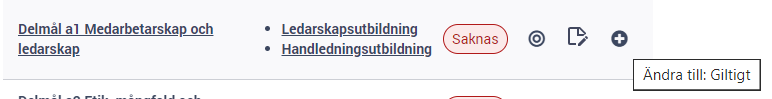 Delmål a1 Medarbetarskap och
ledarskap
Ledarskapsutbildning
Handledningsutbildning
Saknas
Ändra till: Giltigt